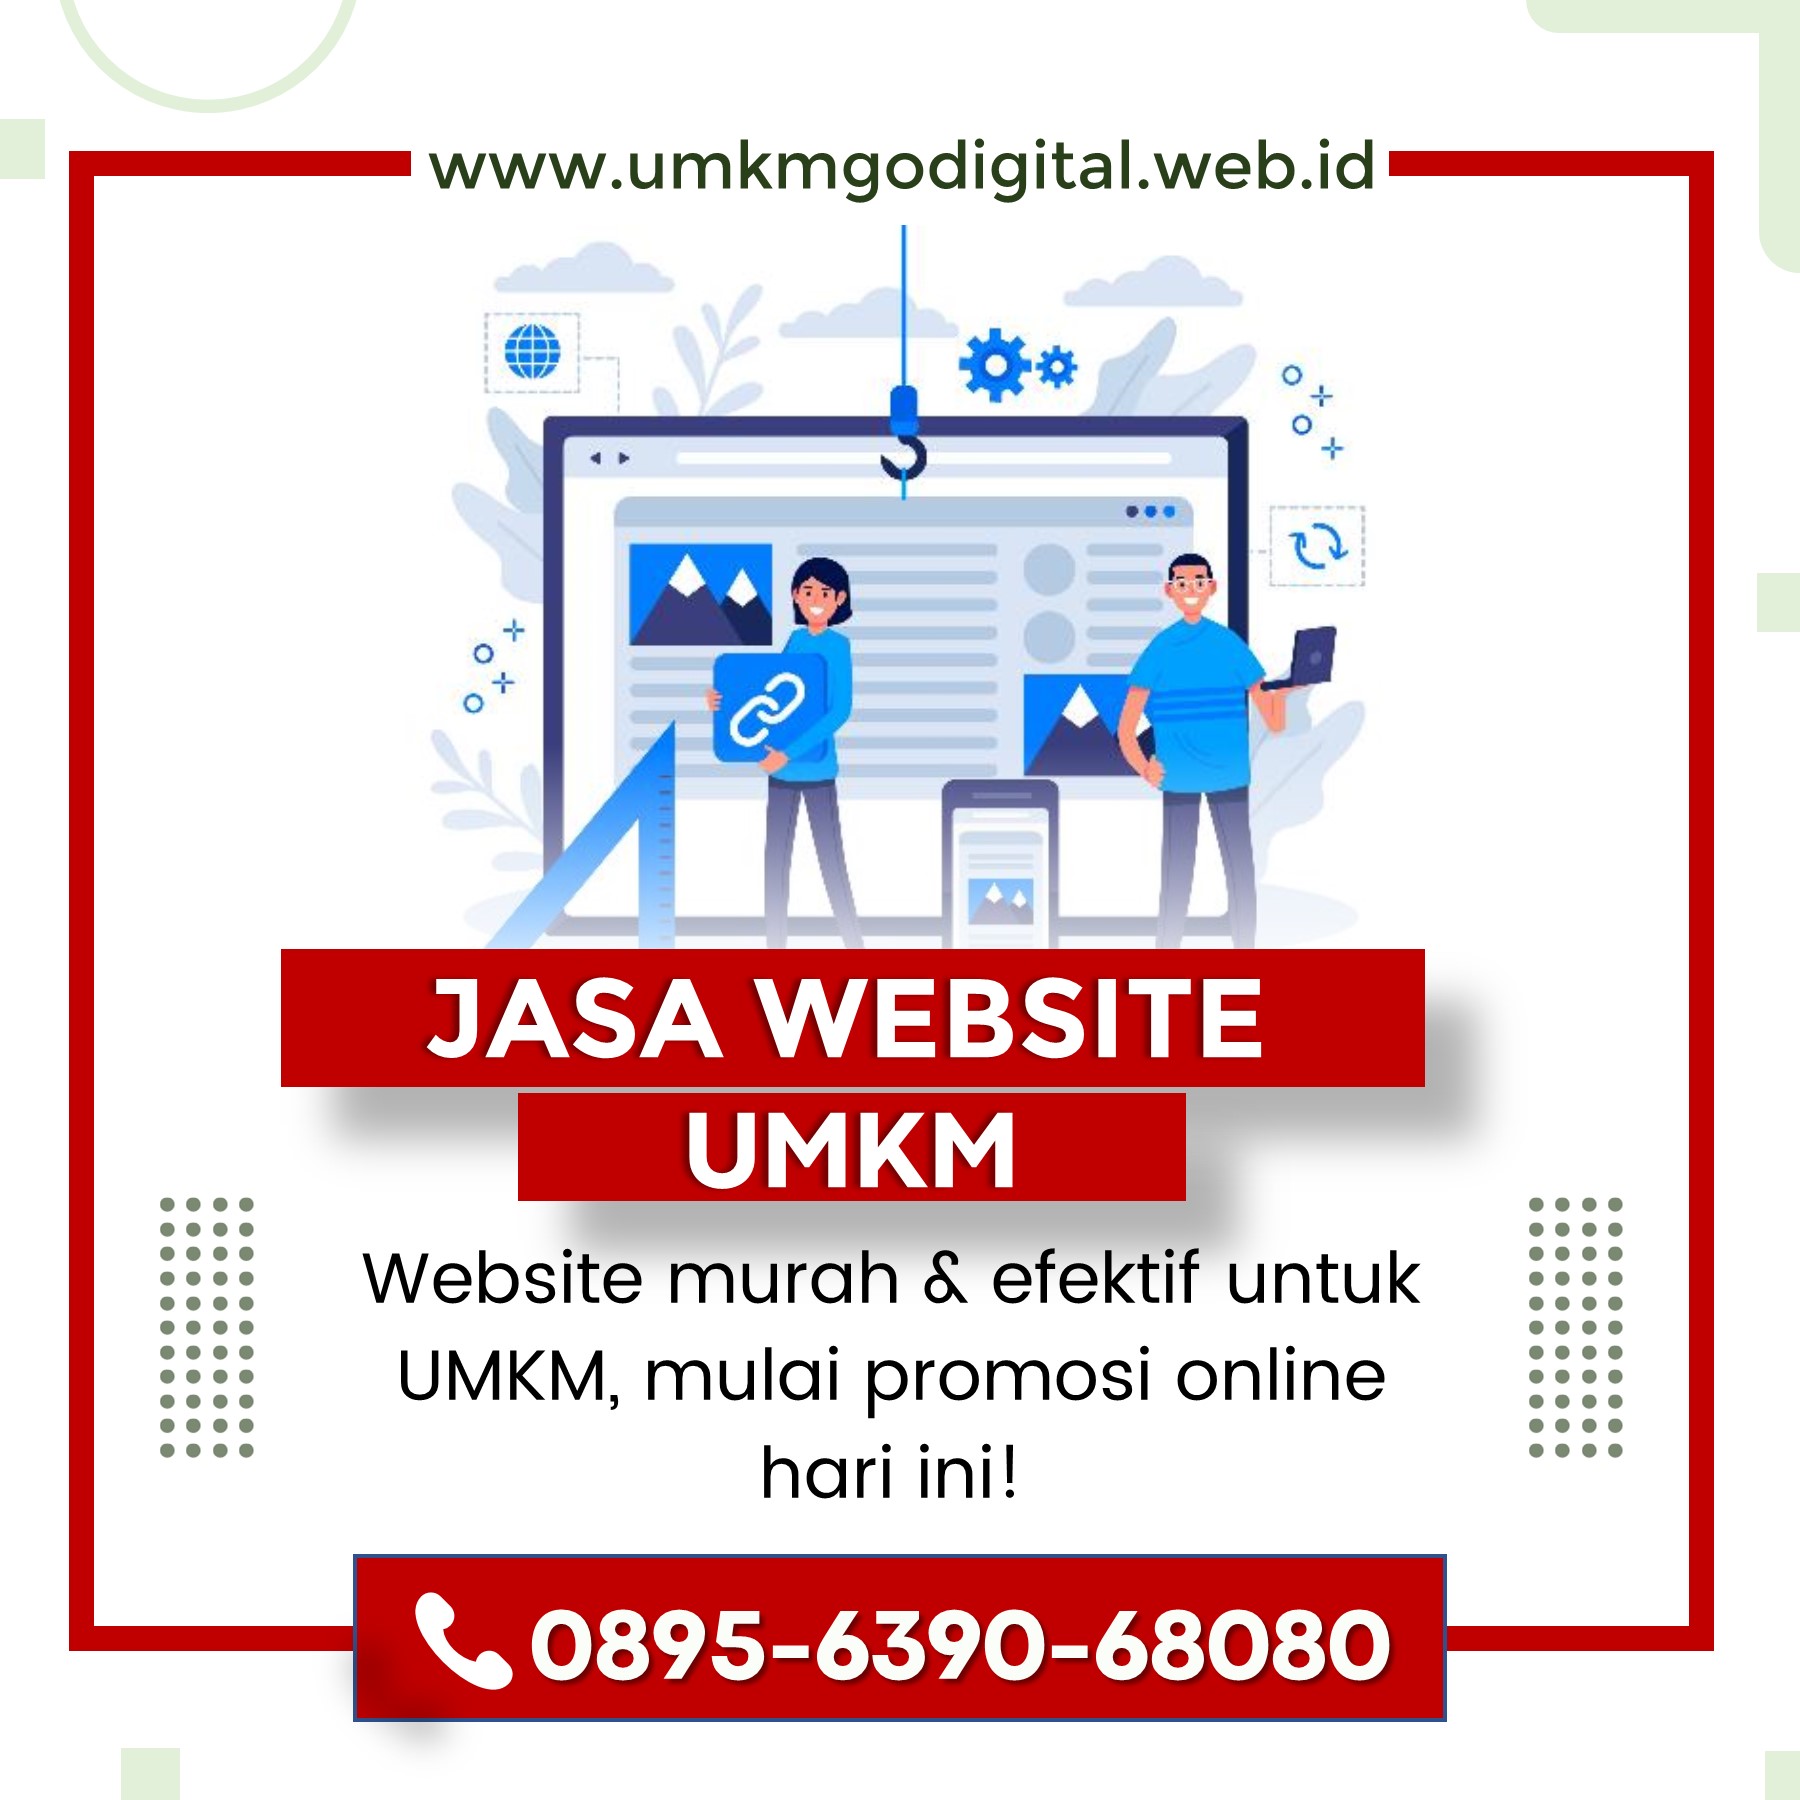 www.umkmgodigital.web.id
JASA WEBSITE
UMKM
Website murah & efektif untuk
UMKM, mulai promosi online
hari ini!
0895-6390-68080